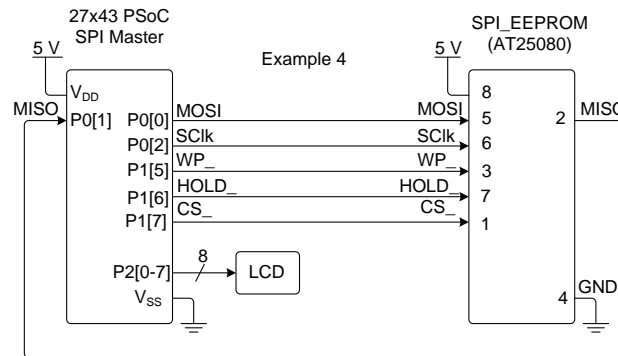 27x43 PSoC
SPI Master
SPI_EEPROM
(AT25080)
Example 4
5 V
5 V
VDD
8
MISO
P0[1]
P0[0]
MOSI
MOSI
5
2
MISO
P0[2]
SClk
SClk
6
P1[5]
WP_
WP_
3
P1[6]
HOLD_
HOLD_
7
P1[7]
CS_
CS_
1
P2[0-7]
8
LCD
VSS
4
GND